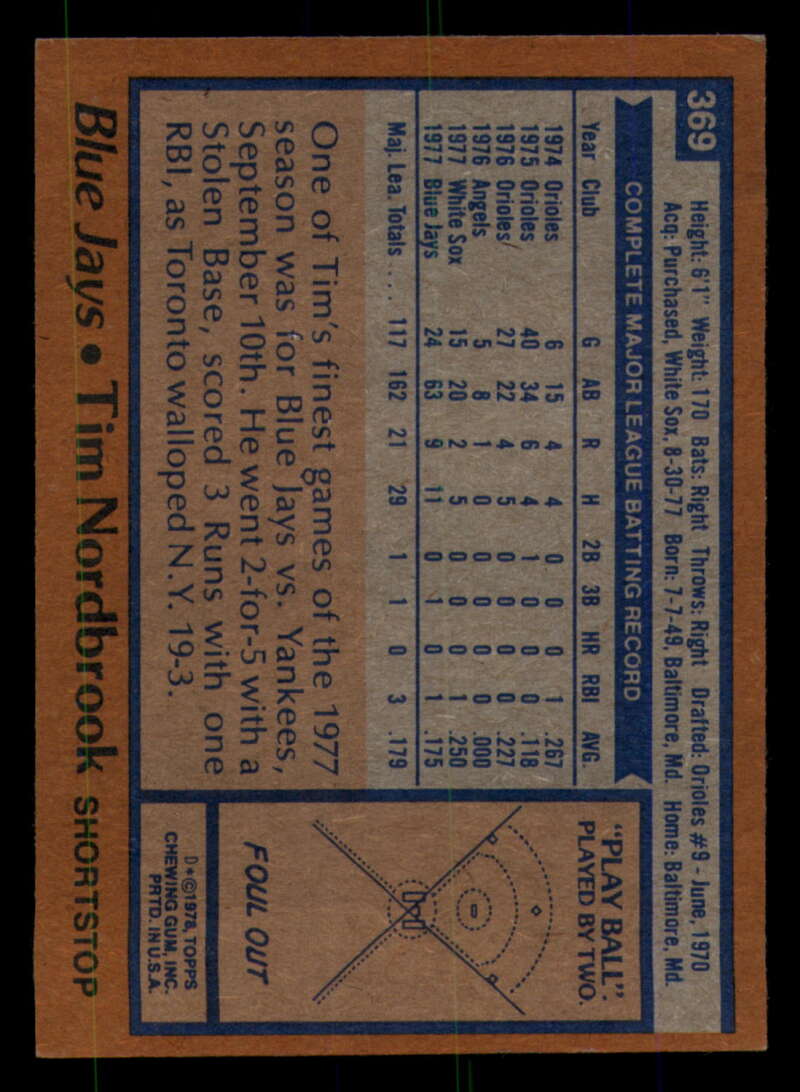 369
Height: 6'1" Weight: 170 Bats: Right Throws: Right Drafted: Orioles #9 - June, 1970
Acq: Purchased, White Sox, 8-30-77 Born: 7-7-49, Baltimore, Md. Home: Baltimore, Md.
COMPLETE MAJOR LEAGUE BATTING RECORD
Year Club G AB R H 2B 3B HR RBI AVG.
1974 Orioles 6 15 4 4 0 0 0 1 .267
1975 Orioles 40 34 6 4 1 0 0 0 .118
1976 Orioles 27 22 4 5 0 0 0 0 .227
1976 Angels 5 8 1 0 0 0 0 0 .000
1977 White Sox 15 20 2 5 0 0 0 1 .250
1977 Blue Jays 24 63 9 11 0 1 0 1 .175
Maj. Lea. Totals .... 117 162 21 29 1 1 0 3 .179
One of Tim's finest games of the 1977
season was for Blue Jays vs. Yankees,
September 10th. He went 2-for-5 with a
Stolen Base, scored 3 Runs with one
RBI, as Toronto walloped N.Y. 19-3.
"PLAY BALL":
PLAYED BY TWO.
FOUL OUT
D*©1978, TOPPS
CHEWING GUM, INC.
PRTD. IN U.S.A.
Blue Jays • Tim Nordbrook SHORTSTOP